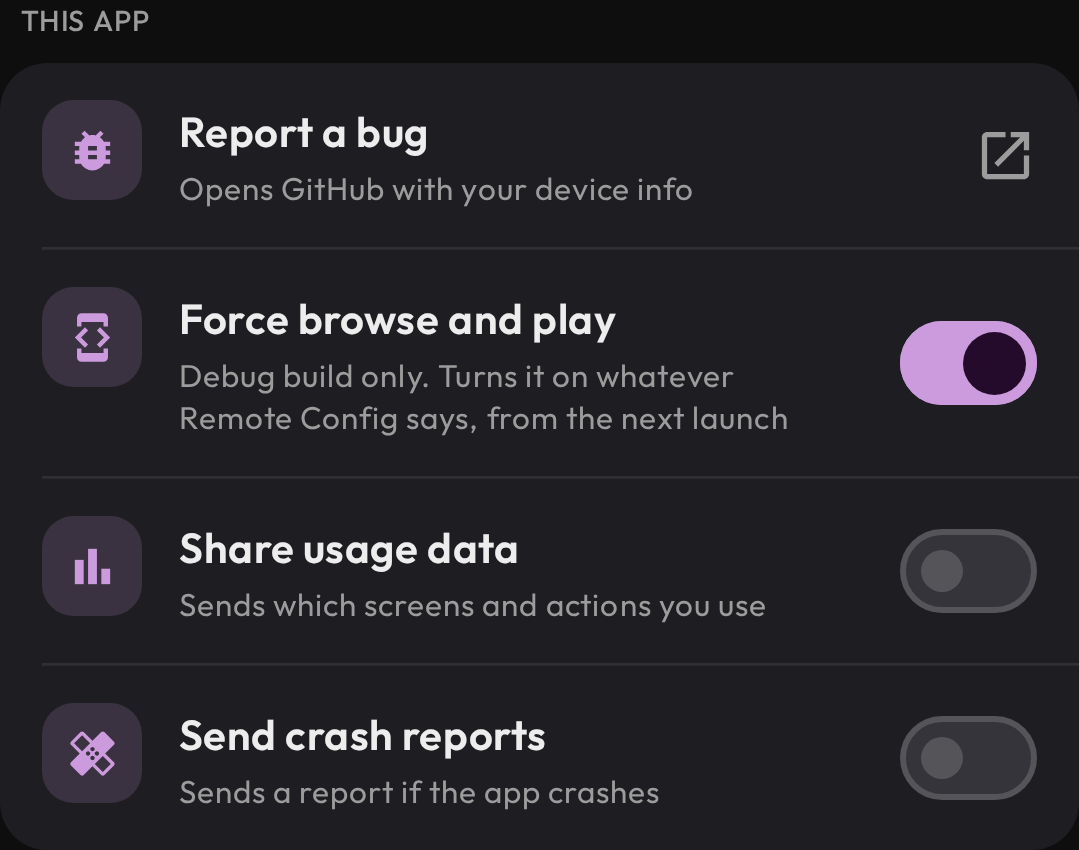 THIS APP
Report a bug
Opens GitHub with your device info
Force browse and play
Debug build only. Turns it on whatever
Remote Config says, from the next launch
Share usage data
Sends which screens and actions you use
Send crash reports
Sends a report if the app crashes